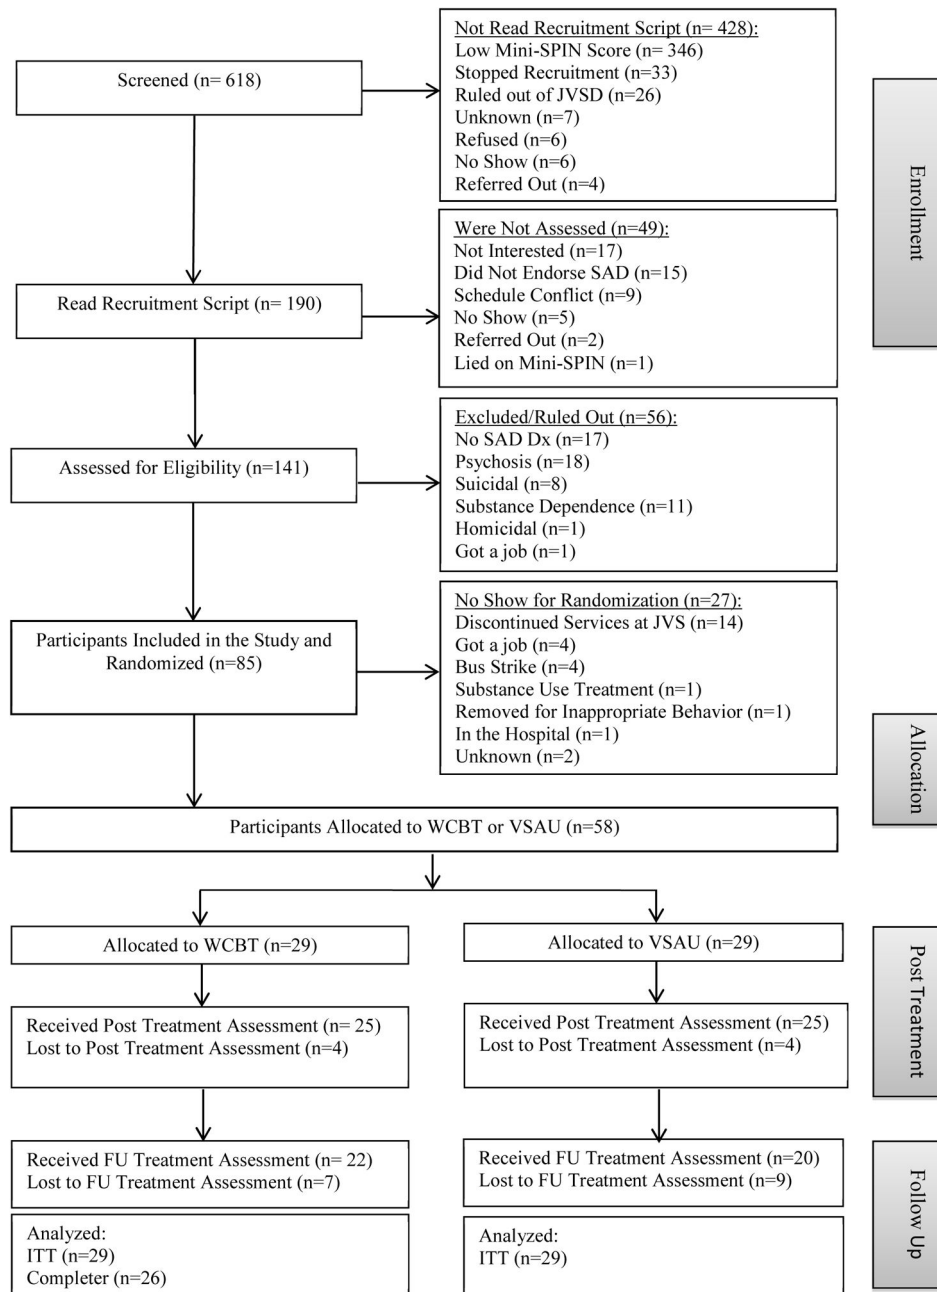 Screened (n= 618)
Not Read Recruitment Script (n= 428):
Low Mini-SPIN Score (n= 346)
Stopped Recruitment (n=33)
Ruled out of JVSD (n=26)
Unknown (n=7)
Refused (n=6)
No Show (n=6)
Referred Out (n=4)
Enrollment
Read Recruitment Script (n= 190)
Were Not Assessed (n=49):
Not Interested (n=17)
Did Not Endorse SAD (n=15)
Schedule Conflict (n=9)
No Show (n=5)
Referred Out (n=2)
Lied on Mini-SPIN (n=1)
Assessed for Eligibility (n=141)
Excluded/Ruled Out (n=56):
No SAD Dx (n=17)
Psychosis (n=18)
Suicidal (n=8)
Substance Dependence (n=11)
Homicidal (n=1)
Got a job (n=1)
Participants Included in the Study and
Randomized (n=85)
No Show for Randomization (n=27):
Discontinued Services at JVS (n=14)
Got a job (n=4)
Bus Strike (n=4)
Substance Use Treatment (n=1)
Removed for Inappropriate Behavior (n=1)
In the Hospital (n=1)
Unknown (n=2)
Allocation
Participants Allocated to WCBT or VSAU (n=58)
Allocated to WCBT (n=29)
Allocated to VSAU (n=29)
Post Treatment
Received Post Treatment Assessment (n= 25)
Lost to Post Treatment Assessment (n=4)
Received Post Treatment Assessment (n=25)
Lost to Post Treatment Assessment (n=4)
Received FU Treatment Assessment (n= 22)
Lost to FU Treatment Assessment (n=7)
Received FU Treatment Assessment (n=20)
Lost to FU Treatment Assessment (n=9)
Follow Up
Analyzed:
ITT (n=29)
Completer (n=26)
Analyzed:
ITT (n=29)